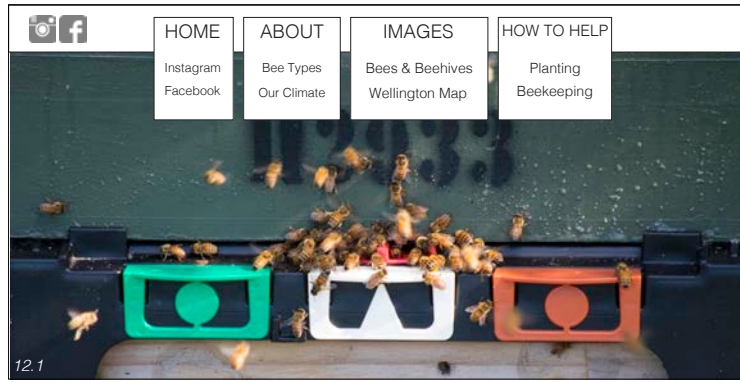 HOME
Instagram
Facebook
ABOUT
Bee Types
Our Climate
IMAGES
Bees & Beehives
Wellington Map
HOW TO HELP
Planting
Beekeeping
12.1